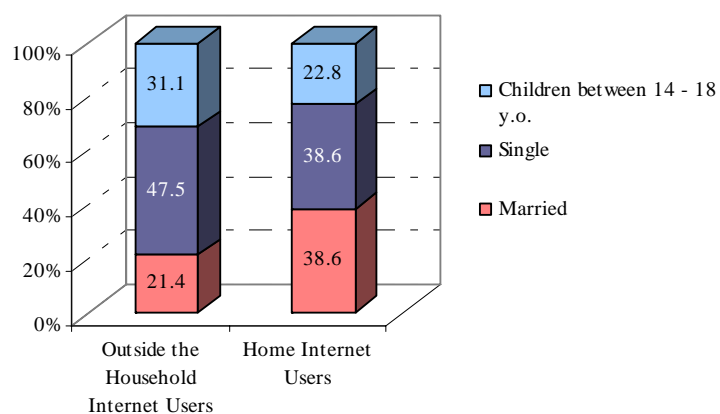 100%
80%
60%
40%
20%
0%
31.1
47.5
21.4
22.8
38.6
38.6
Outside the
Household
Internet Users
Home Internet
Users
Children between 14 - 18
y.o.
Single
Married